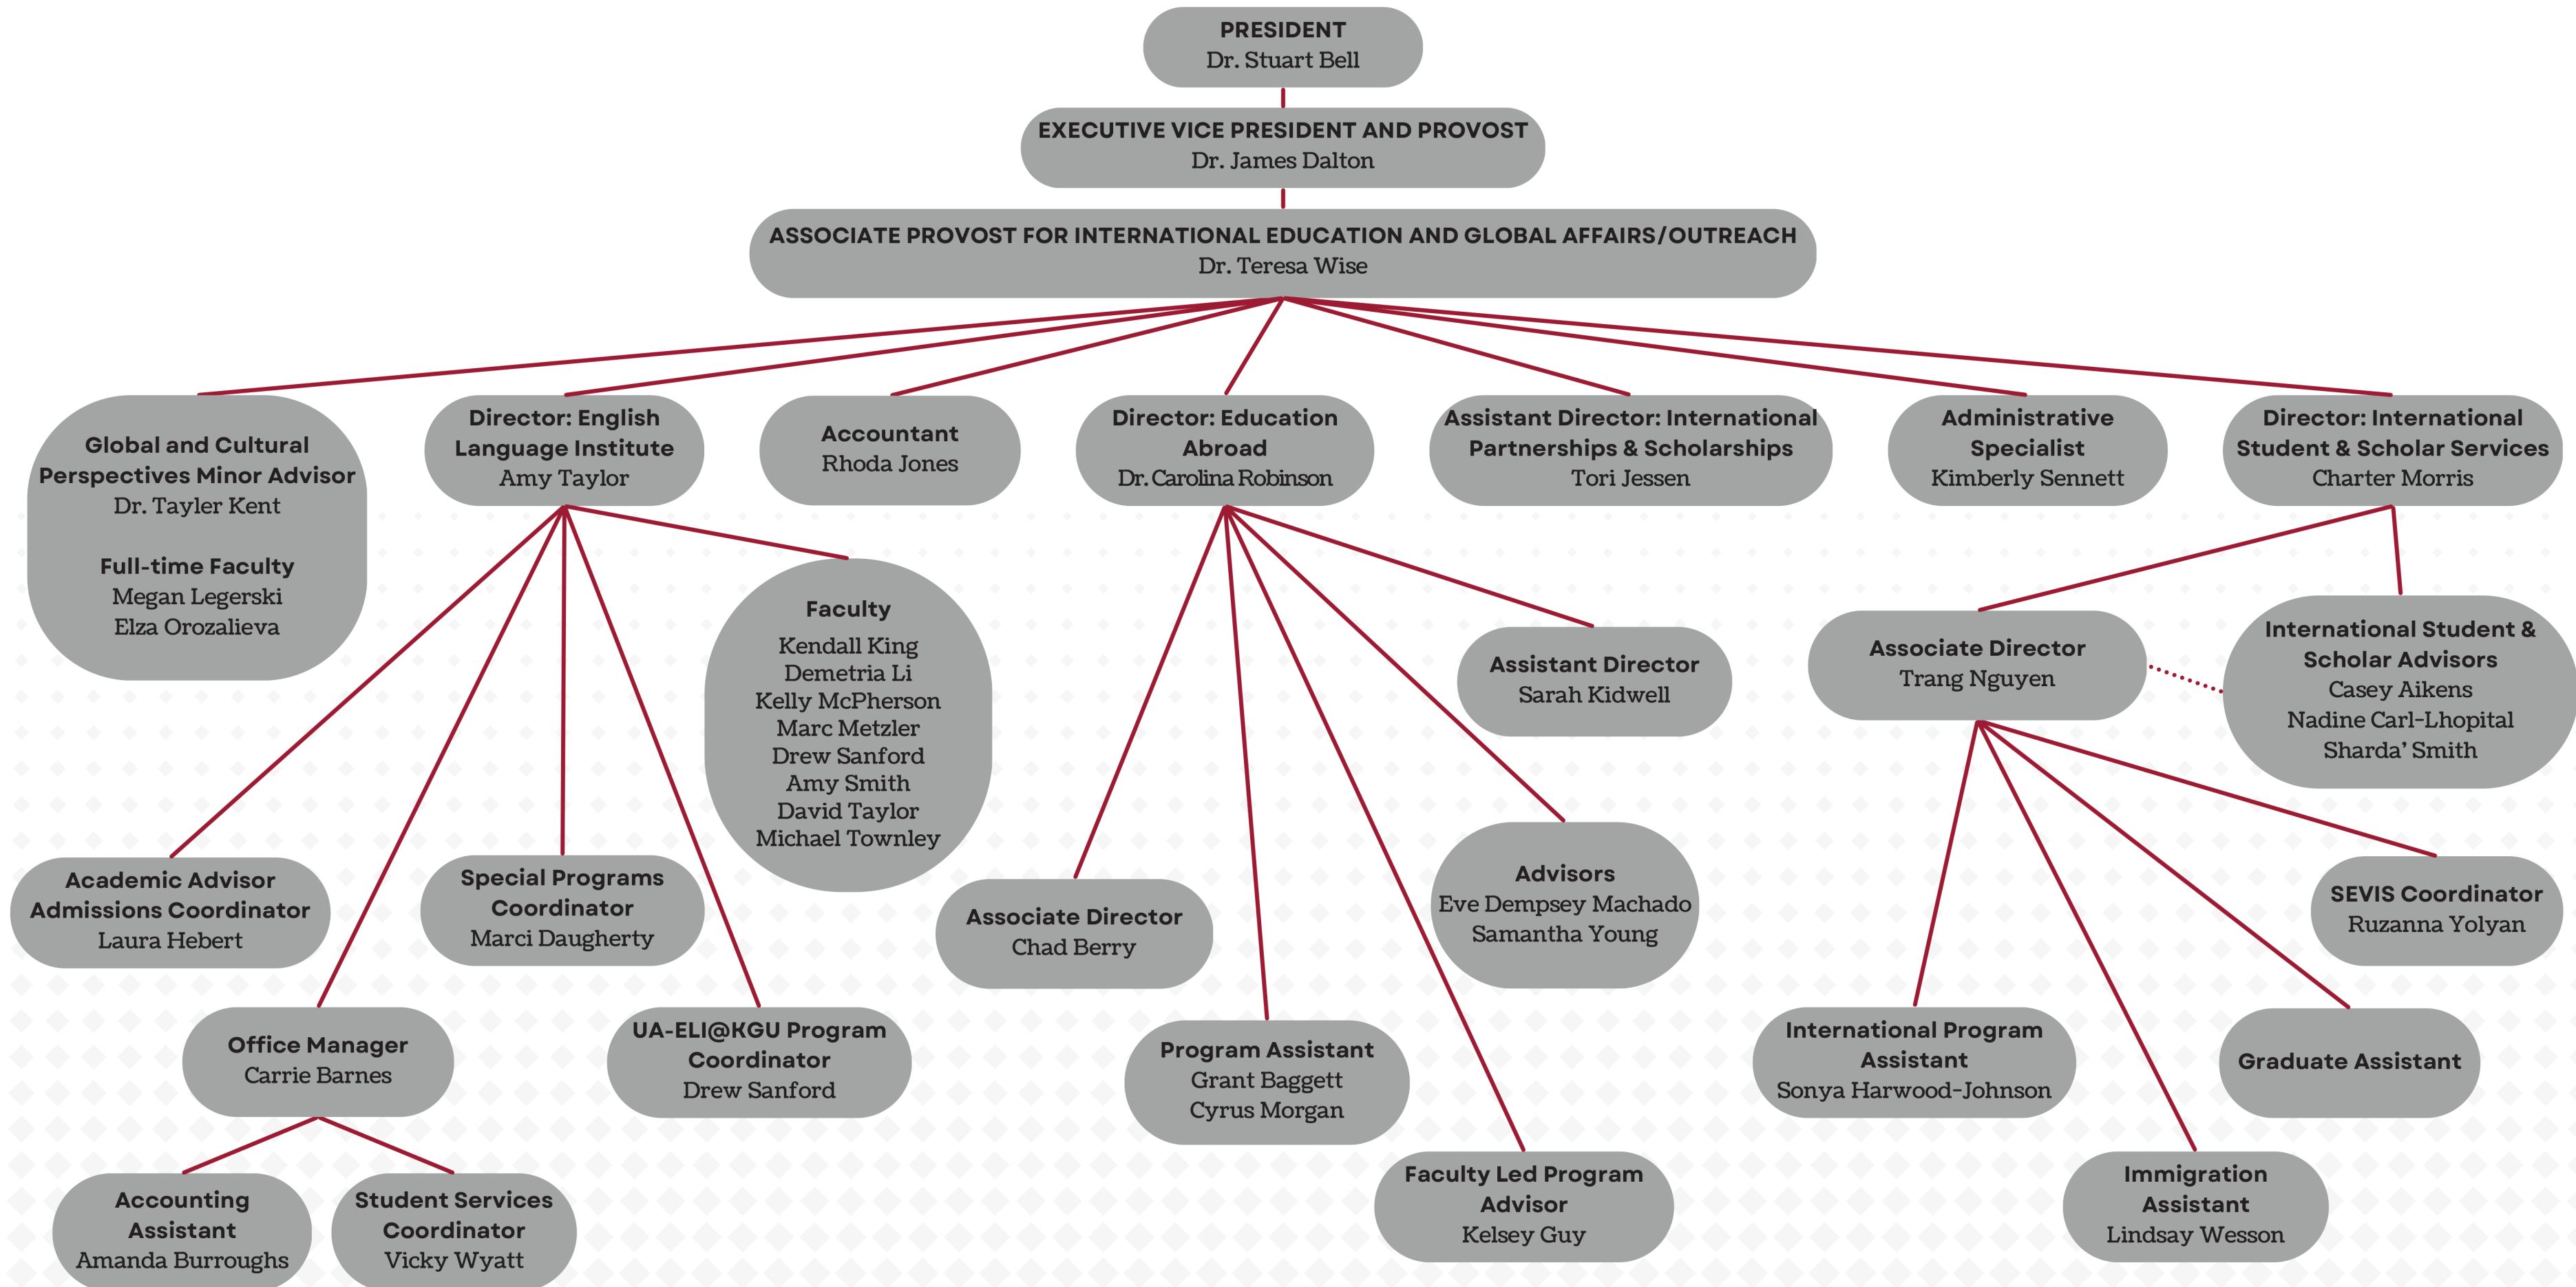 PRESIDENT
Dr. Stuart Bell
EXECUTIVE VICE PRESIDENT AND PROVOST
Dr. James Dalton
ASSOCIATE PROVOST FOR INTERNATIONAL EDUCATION AND GLOBAL AFFAIRS/OUTREACH
Dr. Teresa Wise
Global and Cultural
Perspectives Minor Advisor
Dr. Tayler Kent
Full-time Faculty
Megan Legerski
Elza Orozalieva
Director: English
Language Institute
Amy Taylor
Accountant
Rhoda Jones
Director: Education
Abroad
Dr. Carolina Robinson
Assistant Director: International
Partnerships & Scholarships
Tori Jessen
Administrative
Specialist
Kimberly Sennett
Director: International
Student & Scholar Services
Charter Morris
Faculty
Kendall King
Demetria Li
Kelly McPherson
Marc Metzler
Drew Sanford
Amy Smith
David Taylor
Michael Townley
Assistant Director
Sarah Kidwell
Associate Director
Trang Nguyen
International Student &
Scholar Advisors
Casey Aikens
Nadine Carl-Lhopital
Sharda’ Smith
Academic Advisor
Admissions Coordinator
Laura Hebert
Special Programs
Coordinator
Marci Daugherty
Associate Director
Chad Berry
Advisors
Eve Dempsey Machado
Samantha Young
SEVIS Coordinator
Ruzanna Yolyan
Office Manager
Carrie Barnes
UA-ELI@KGU Program
Coordinator
Drew Sanford
Program Assistant
Grant Baggett
Cyrus Morgan
International Program
Assistant
Sonya Harwood-Johnson
Graduate Assistant
Accounting
Assistant
Amanda Burroughs
Student Services
Coordinator
Vicky Wyatt
Faculty Led Program
Advisor
Kelsey Guy
Immigration
Assistant
Lindsay Wesson